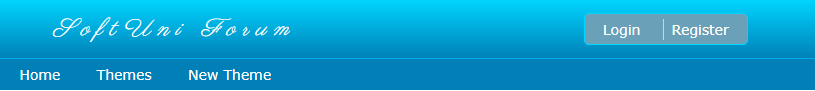 SoftUni Forum
Login Register
Home Themes New Theme